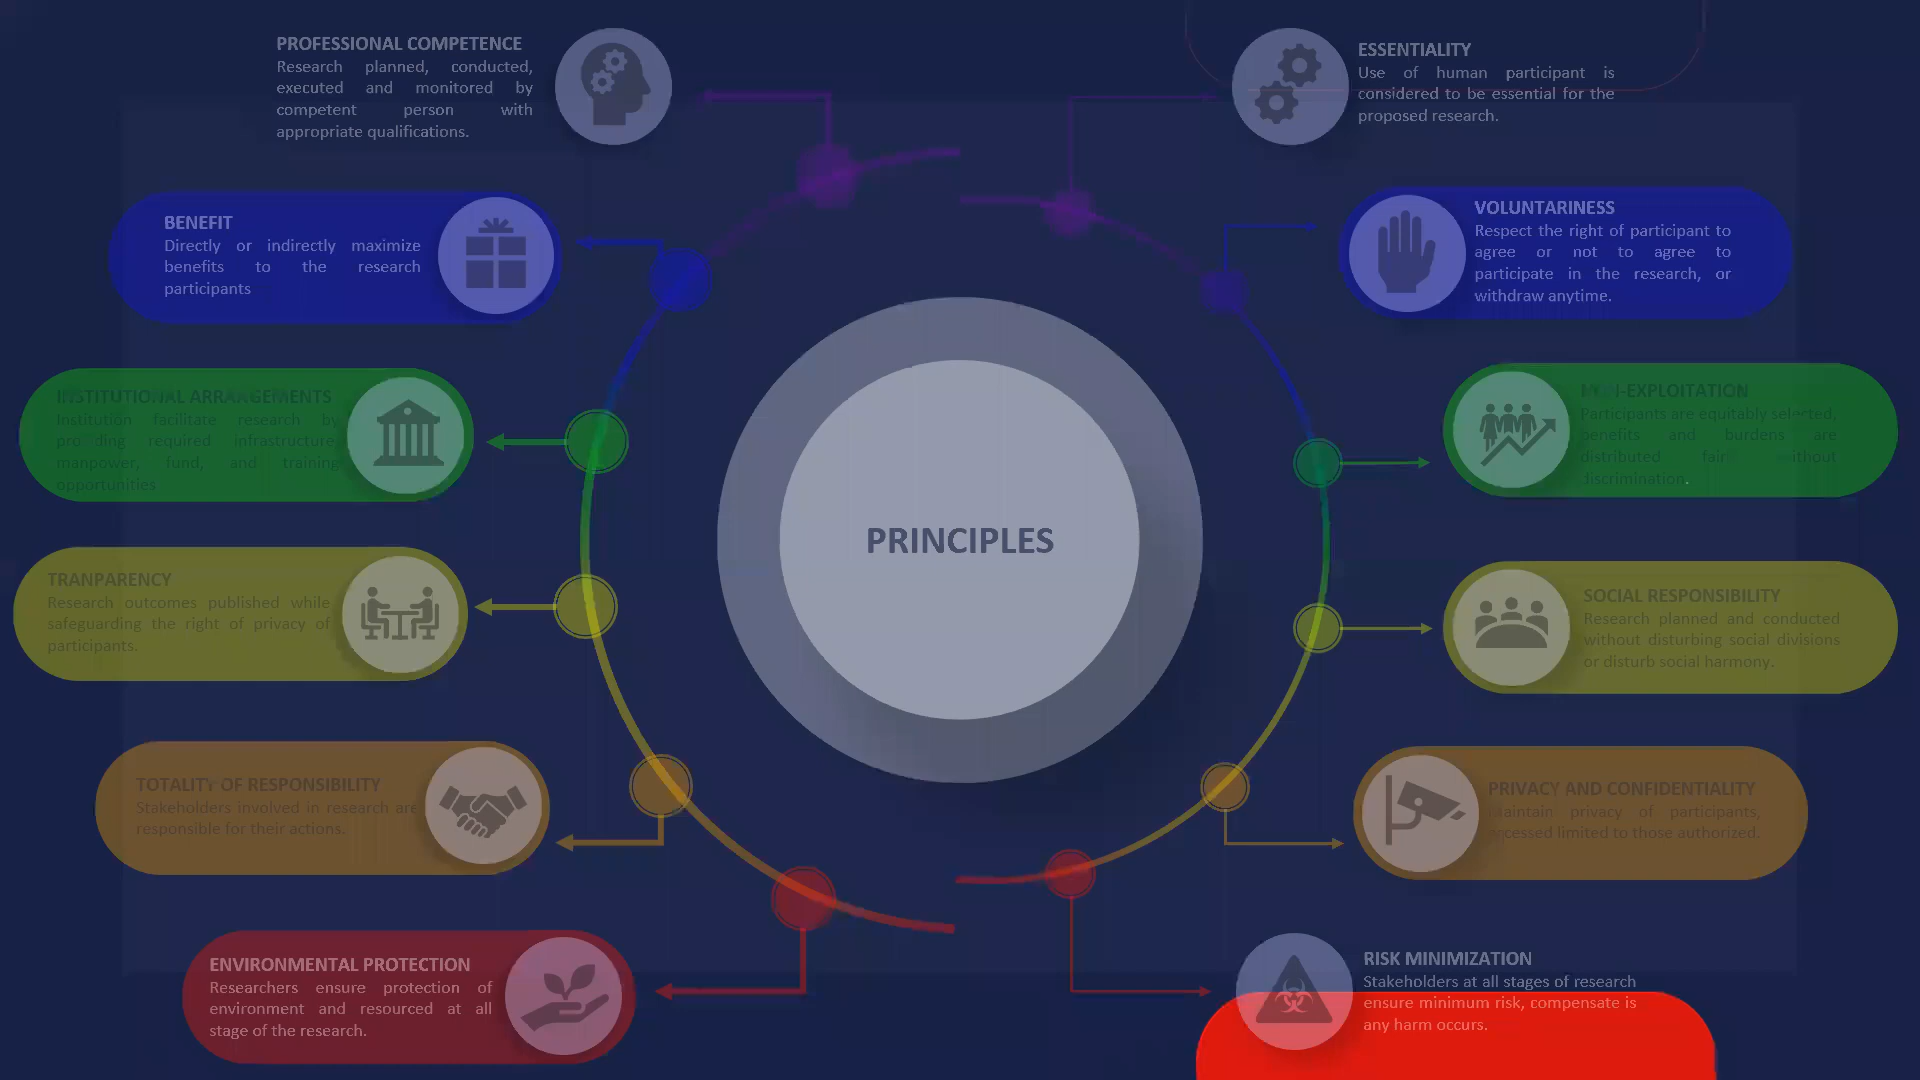 PROFESSIONAL COMPETENCE
Research planned, conducted,
executed and monitored by
competent person with
appropriate qualifications.
BENEFIT
Directly or indirectly maximize
benefits to the research
participants
INSTITUTIONAL ARRANGEMENTS
Institution facilitate research by
required infrastructure
manpower, fund, and training
opportunities
TRANPARENCY
Research outcomes published while
safeguarding the right of privacy of
participants.
TOTALITY OF RESPONSIBILITY
Stakeholders involved in research are
responsible for their actions.
ENVIRONMENTAL PROTECTION
Researchers ensure protection of
environment and resourced at all
stage of the research.
PRINCIPLES
ESSENTIALITY
Use of human participant is
considered to be essential for the
proposed research.
VOLUNTARINESS
Respect the right of participant to
agree or not to agree to
participate in the research, or
withdraw anytime.
-EXPLOITATION
Participants are equitably selected,
benefits and burdens are
distributed without
discrimination.
SOCIAL RESPONSIBILITY
Research planned and conducted
without disturbing social divisions
or disturb social harmony.
PRIVACY AND CONFIDENTIALITY
privacy of participants,
limited to those authorized.
RISK MINIMIZATION
Stakeholders at all stages of research
ensure minimum risk, compensate is
any harm occurs.